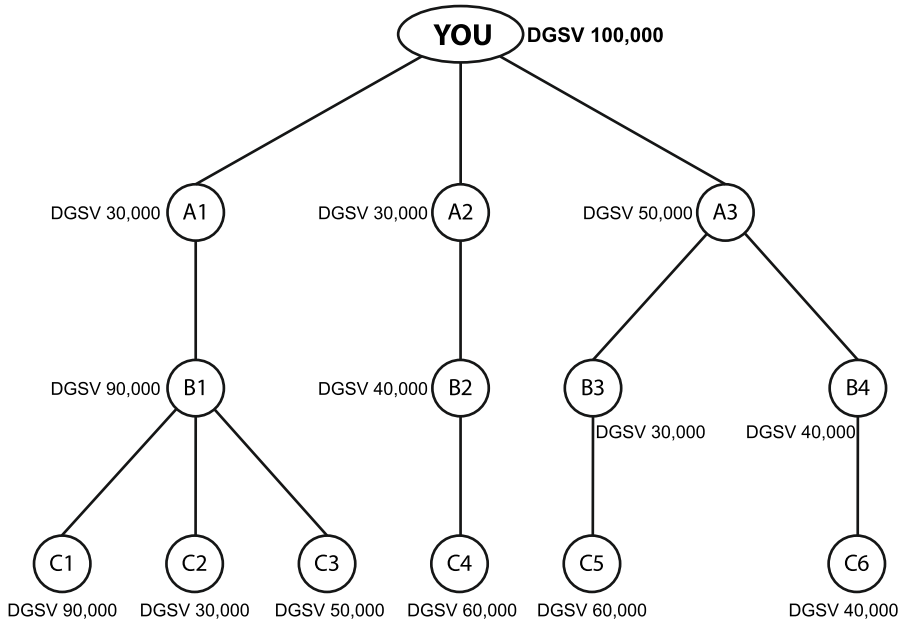 YOU DGSV 100,000
DGSV 30,000 A1 DGSV 30,000 A2 DGSV 50,000 A3
DGSV 90,000 B1 DGSV 40,000 B2 B3 B4
DGSV 30,000 DGSV 40,000
C1 C2 C3 C4 C5 C6
DGSV 90,000 DGSV 30,000 DGSV 50,000 DGSV 60,000 DGSV 60,000 DGSV 40,000